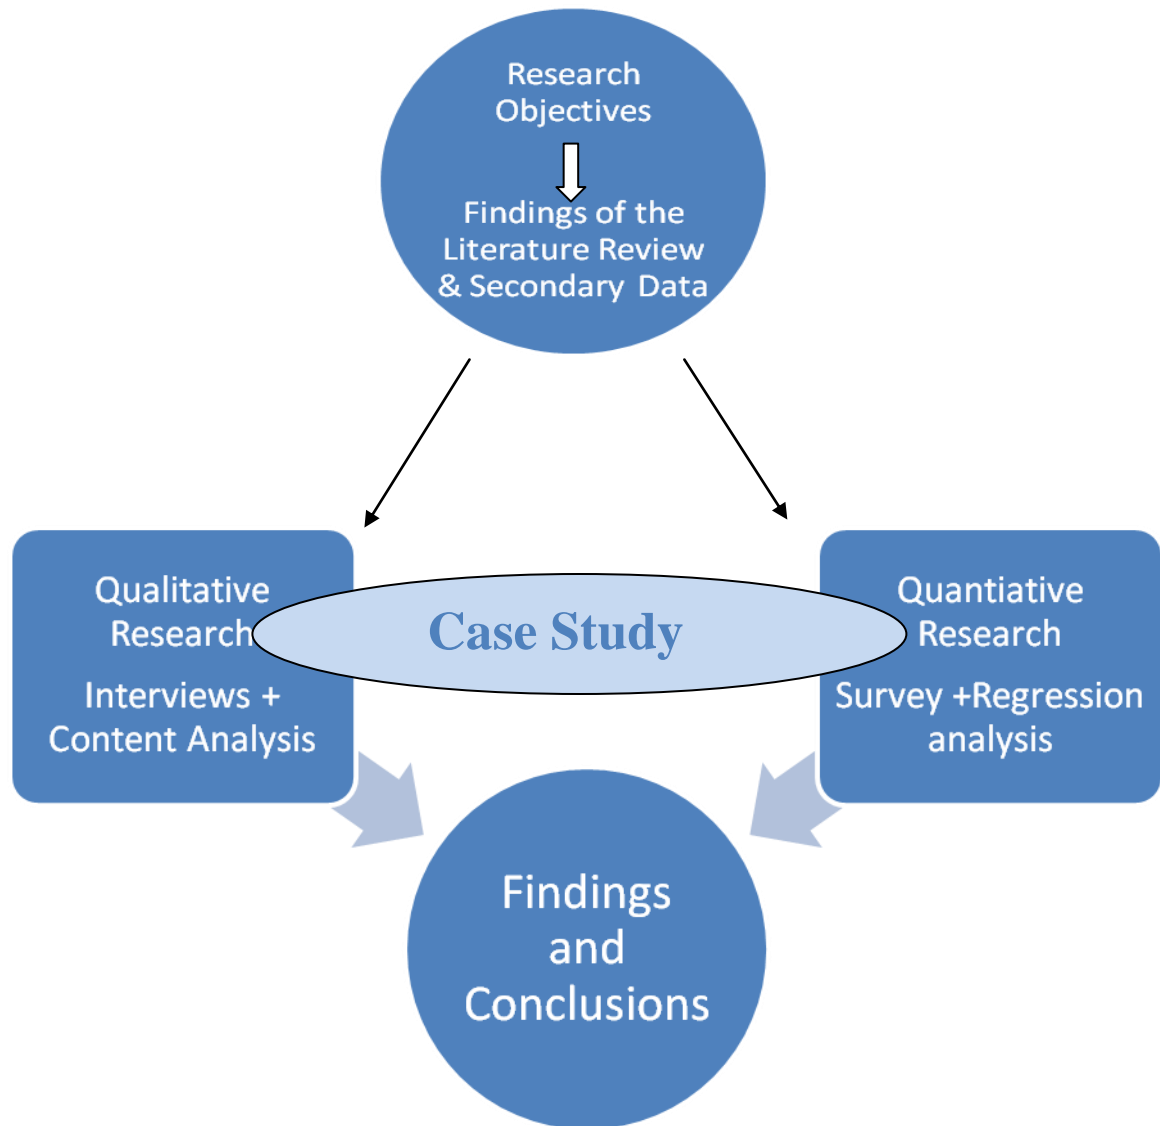 Research
Objectives
Findings of the
Literature Review
& Secondary Data
Qualitative
Research
Interviews +
Content Analysis
Case Study
Quantiative
Research
Survey +Regression
analysis
Findings
and
Conclusions